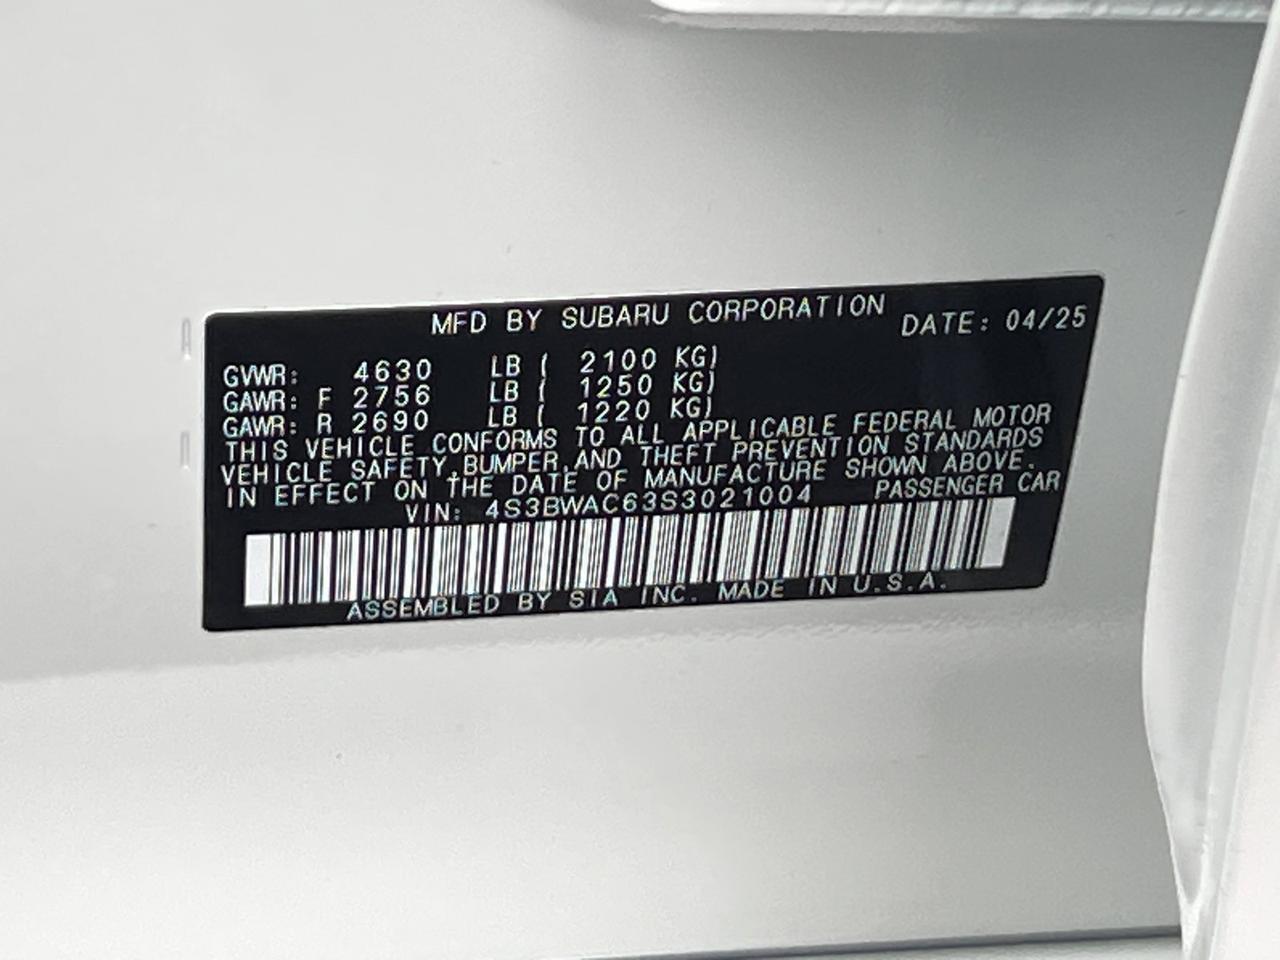 MFD BY SUBARU CORPORATION DATE: 04/25
GVWR: 4630 LB ( 2100 KG)
GAWR: F 2756 LB ( 1250 KG)
GAWR: R 2690 LB ( 1220 KG)
THIS VEHICLE CONFORMS TO ALL APPLICABLE FEDERAL MOTOR
VEHICLE SAFETY,BUMPER,AND THEFT PREVENTION STANDARDS
IN EFFECT ON THE DATE OF MANUFACTURE SHOWN ABOVE.
VIN: 4S3BWAC63S3021004 PASSENGER CAR
ASSEMBLED BY SIA INC. MADE IN U.S.A.